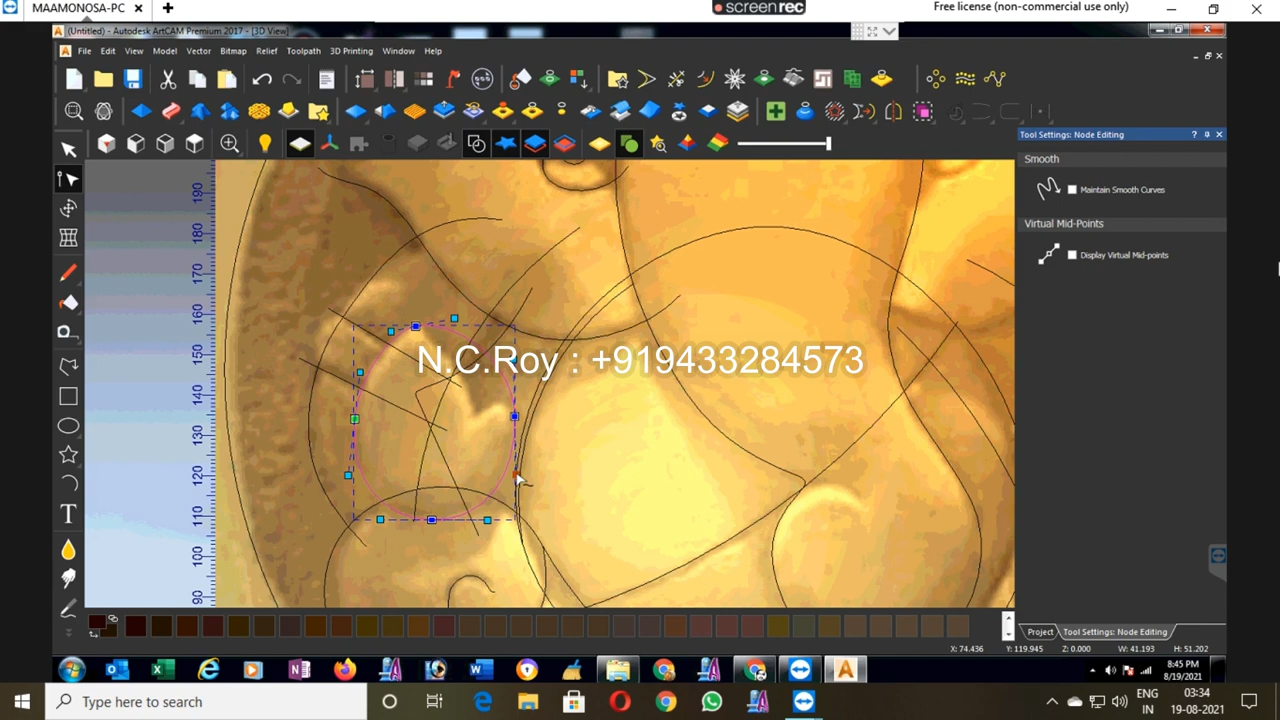 MAAMONOSA-PC
screenrec
Free license (non-commercial use only)
(Untitled) - Autodesk ArtCAM Premium 2017 - [3D View]
File Edit View Model Vector Bitmap Relief Toolpath 3D Printing Window Help
Tool Settings: Node Editing
Smooth
Maintain Smooth Curves
Virtual Mid-Points
Display Virtual Mid-points
190
180
170
160
150
140
130
120
110
100
90
N.C.Roy : +919433284573
Project Tool Settings: Node Editing
X: 74.436 Y: 119.945 Z: 0.000 W: 41.193 H: 51.202
8:45 PM
8/19/2021
Type here to search
ENG
IN
03:34
19-08-2021